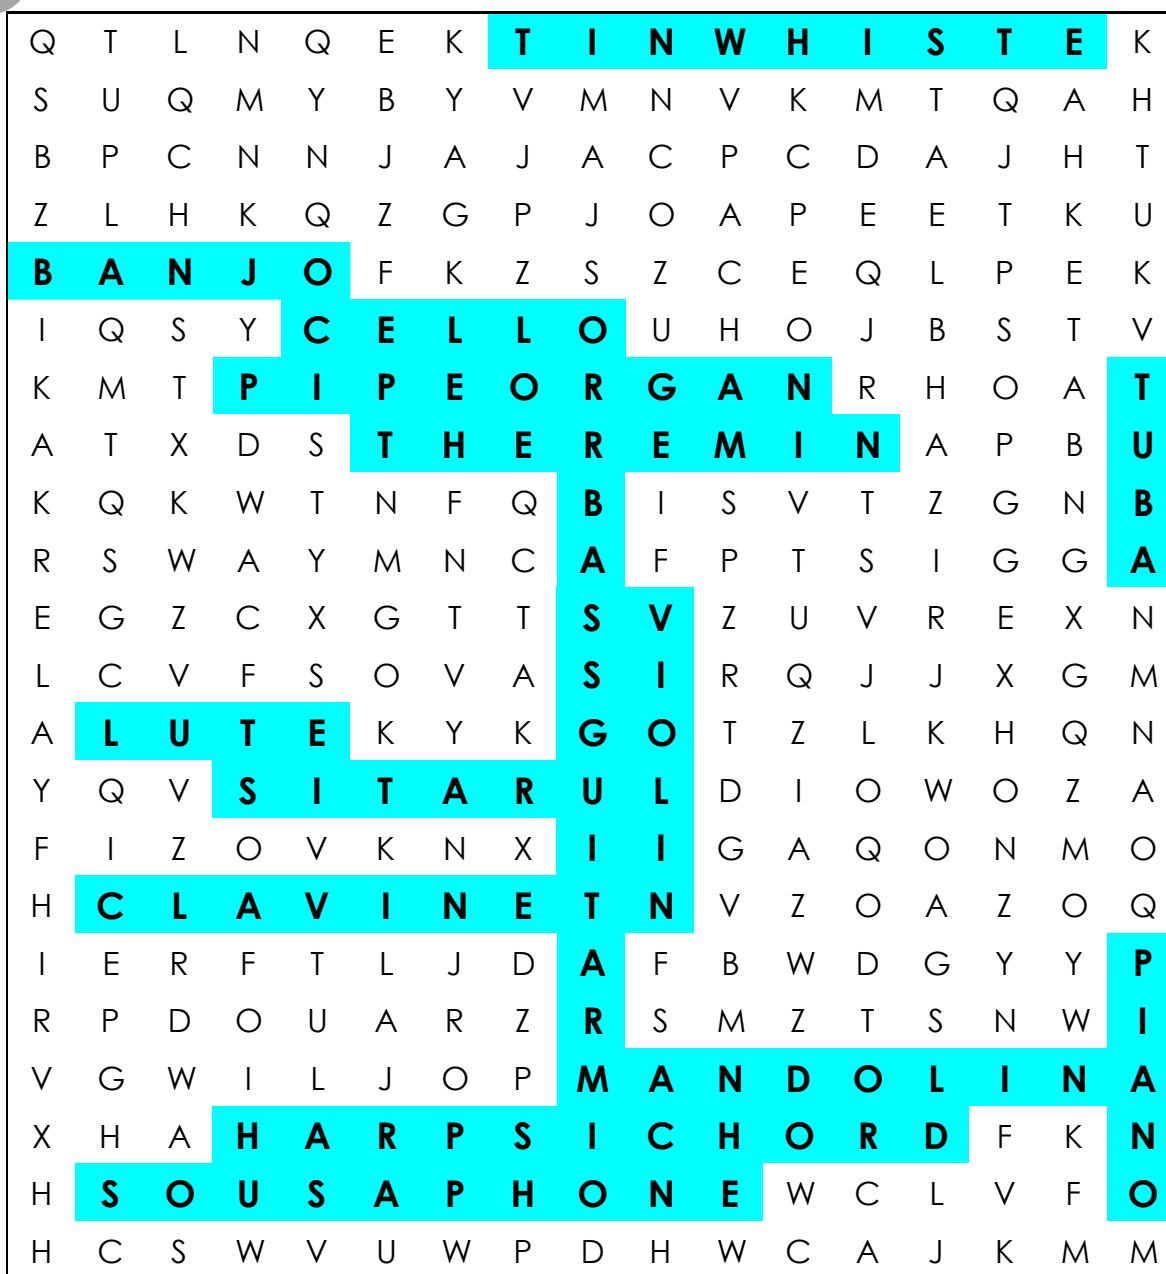 Q T L N Q E K T I N W H I S T E K
S U Q M Y B Y V M N V K M T Q A H
B P C N N J A J A C P C D A J H T
Z L H K Q Z G P J O A P E E T K U
B A N J O F K Z S Z C E Q L P E K
I Q S Y C E L L O U H O J B S T V
K M T P I P E O R G A N R H O A T
A T X D S T H E R E M I N A P B U
K Q K W T N F Q B I S V T Z G N B
R S W A Y M N C A F P T S I G G A
E G Z C X G T T S V Z U V R E X N
L C V F S O V A S I R Q J J X G M
A L U T E K Y K G O T Z L K H Q N
Y Q V S I T A R U L D I O W O Z A
F I Z O V K N X I I G A Q O N M O
H C L A V I N E T N V Z O A Z O Q
I E R F T L J D A F B W D G Y Y P
R P D O U A R Z R S M Z T S N W I
V G W I L J O P M A N D O L I N A
X H A H A R P S I C H O R D F K N
H S O U S A P H O N E W C L V F O
H C S W V U W P D H W C A J K M M